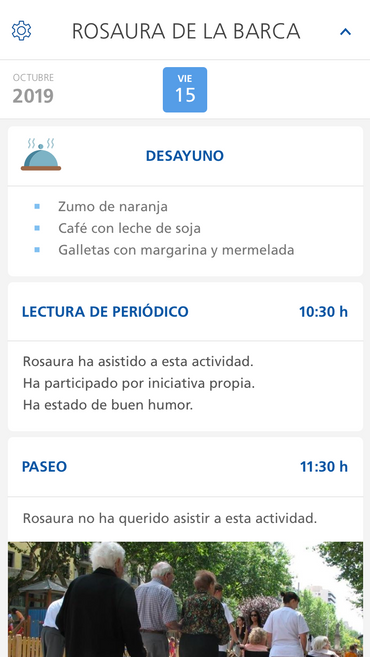 ROSAURA DE LA BARCA
OCTUBRE
2019
VIE
15
DESAYUNO
Zumo de naranja
Café con leche de soja
Galletas con margarina y mermelada
LECTURA DE PERIÓDICO 10:30 h
Rosaura ha asistido a esta actividad.
Ha participado por iniciativa propia.
Ha estado de buen humor.
PASEO 11:30 h
Rosaura no ha querido asistir a esta actividad.